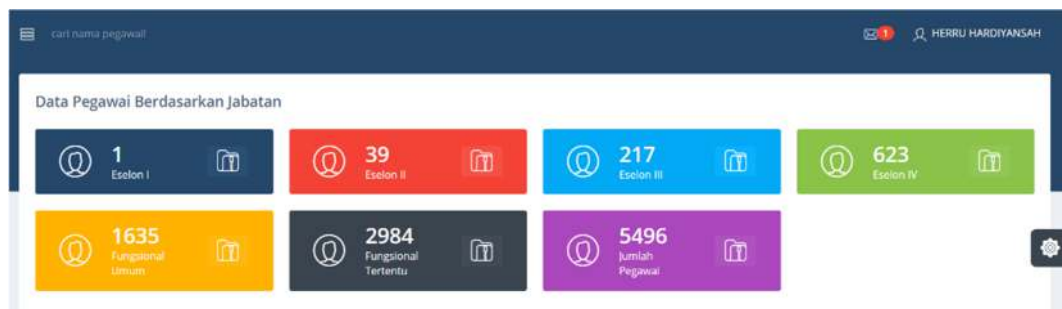 cari nama pegawai!
1
HERRU HARDIYANSAH
Data Pegawai Berdasarkan Jabatan
1
Eselon I
39
Eselon II
217
Eselon III
623
Eselon IV
1635
Fungsional
Umum
2984
Fungsional
Tertentu
5496
Jumlah
Pegawai